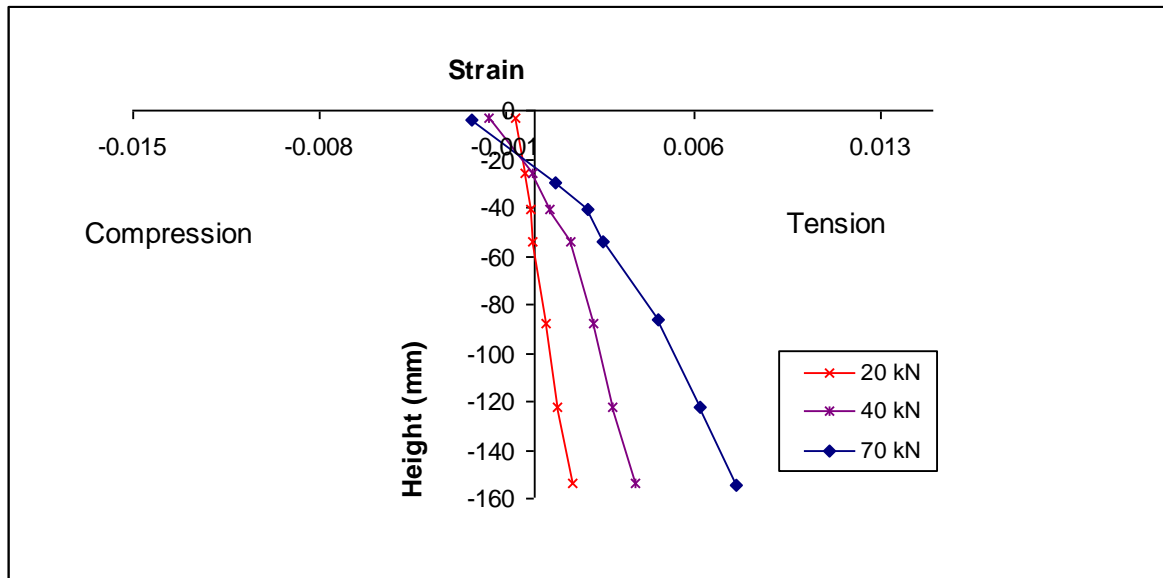 Strain
0
-0.015 -0.008 -0.001 0.006 0.013
-20
-40
Compression
Tension
-60
-80
-100
-120
-140
-160
Height (mm)
20 kN
40 kN
70 kN